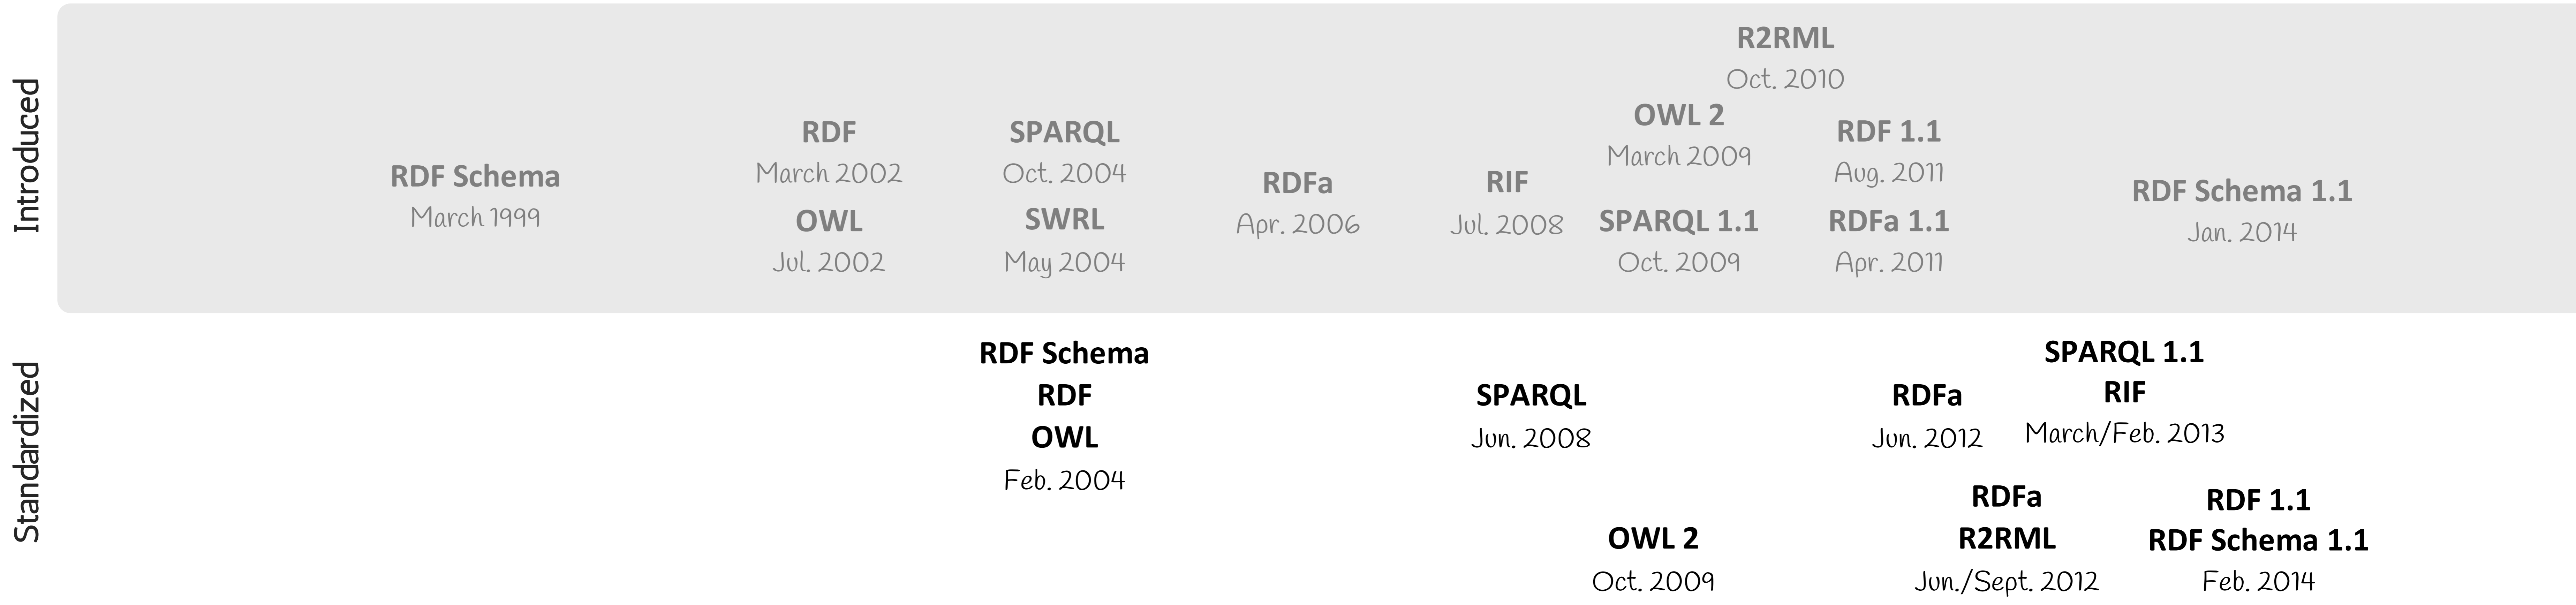 Introduced
RDF Schema
March 1999
RDF
March 2002
OWL
Jul. 2002
SPARQL
Oct. 2004
SWRL
May 2004
RDFa
Apr. 2006
RIF
Jul. 2008
OWL 2
March 2009
SPARQL 1.1
Oct. 2009
R2RML
Oct. 2010
RDF 1.1
Aug. 2011
RDFa 1.1
Apr. 2011
RDF Schema 1.1
Jan. 2014
Standardized
RDF Schema
RDF
OWL
Feb. 2004
SPARQL
Jun. 2008
OWL 2
Oct. 2009
RDFa
Jun. 2012
RDFa
R2RML
Jun./Sept. 2012
SPARQL 1.1
RIF
March/Feb. 2013
RDF 1.1
RDF Schema 1.1
Feb. 2014